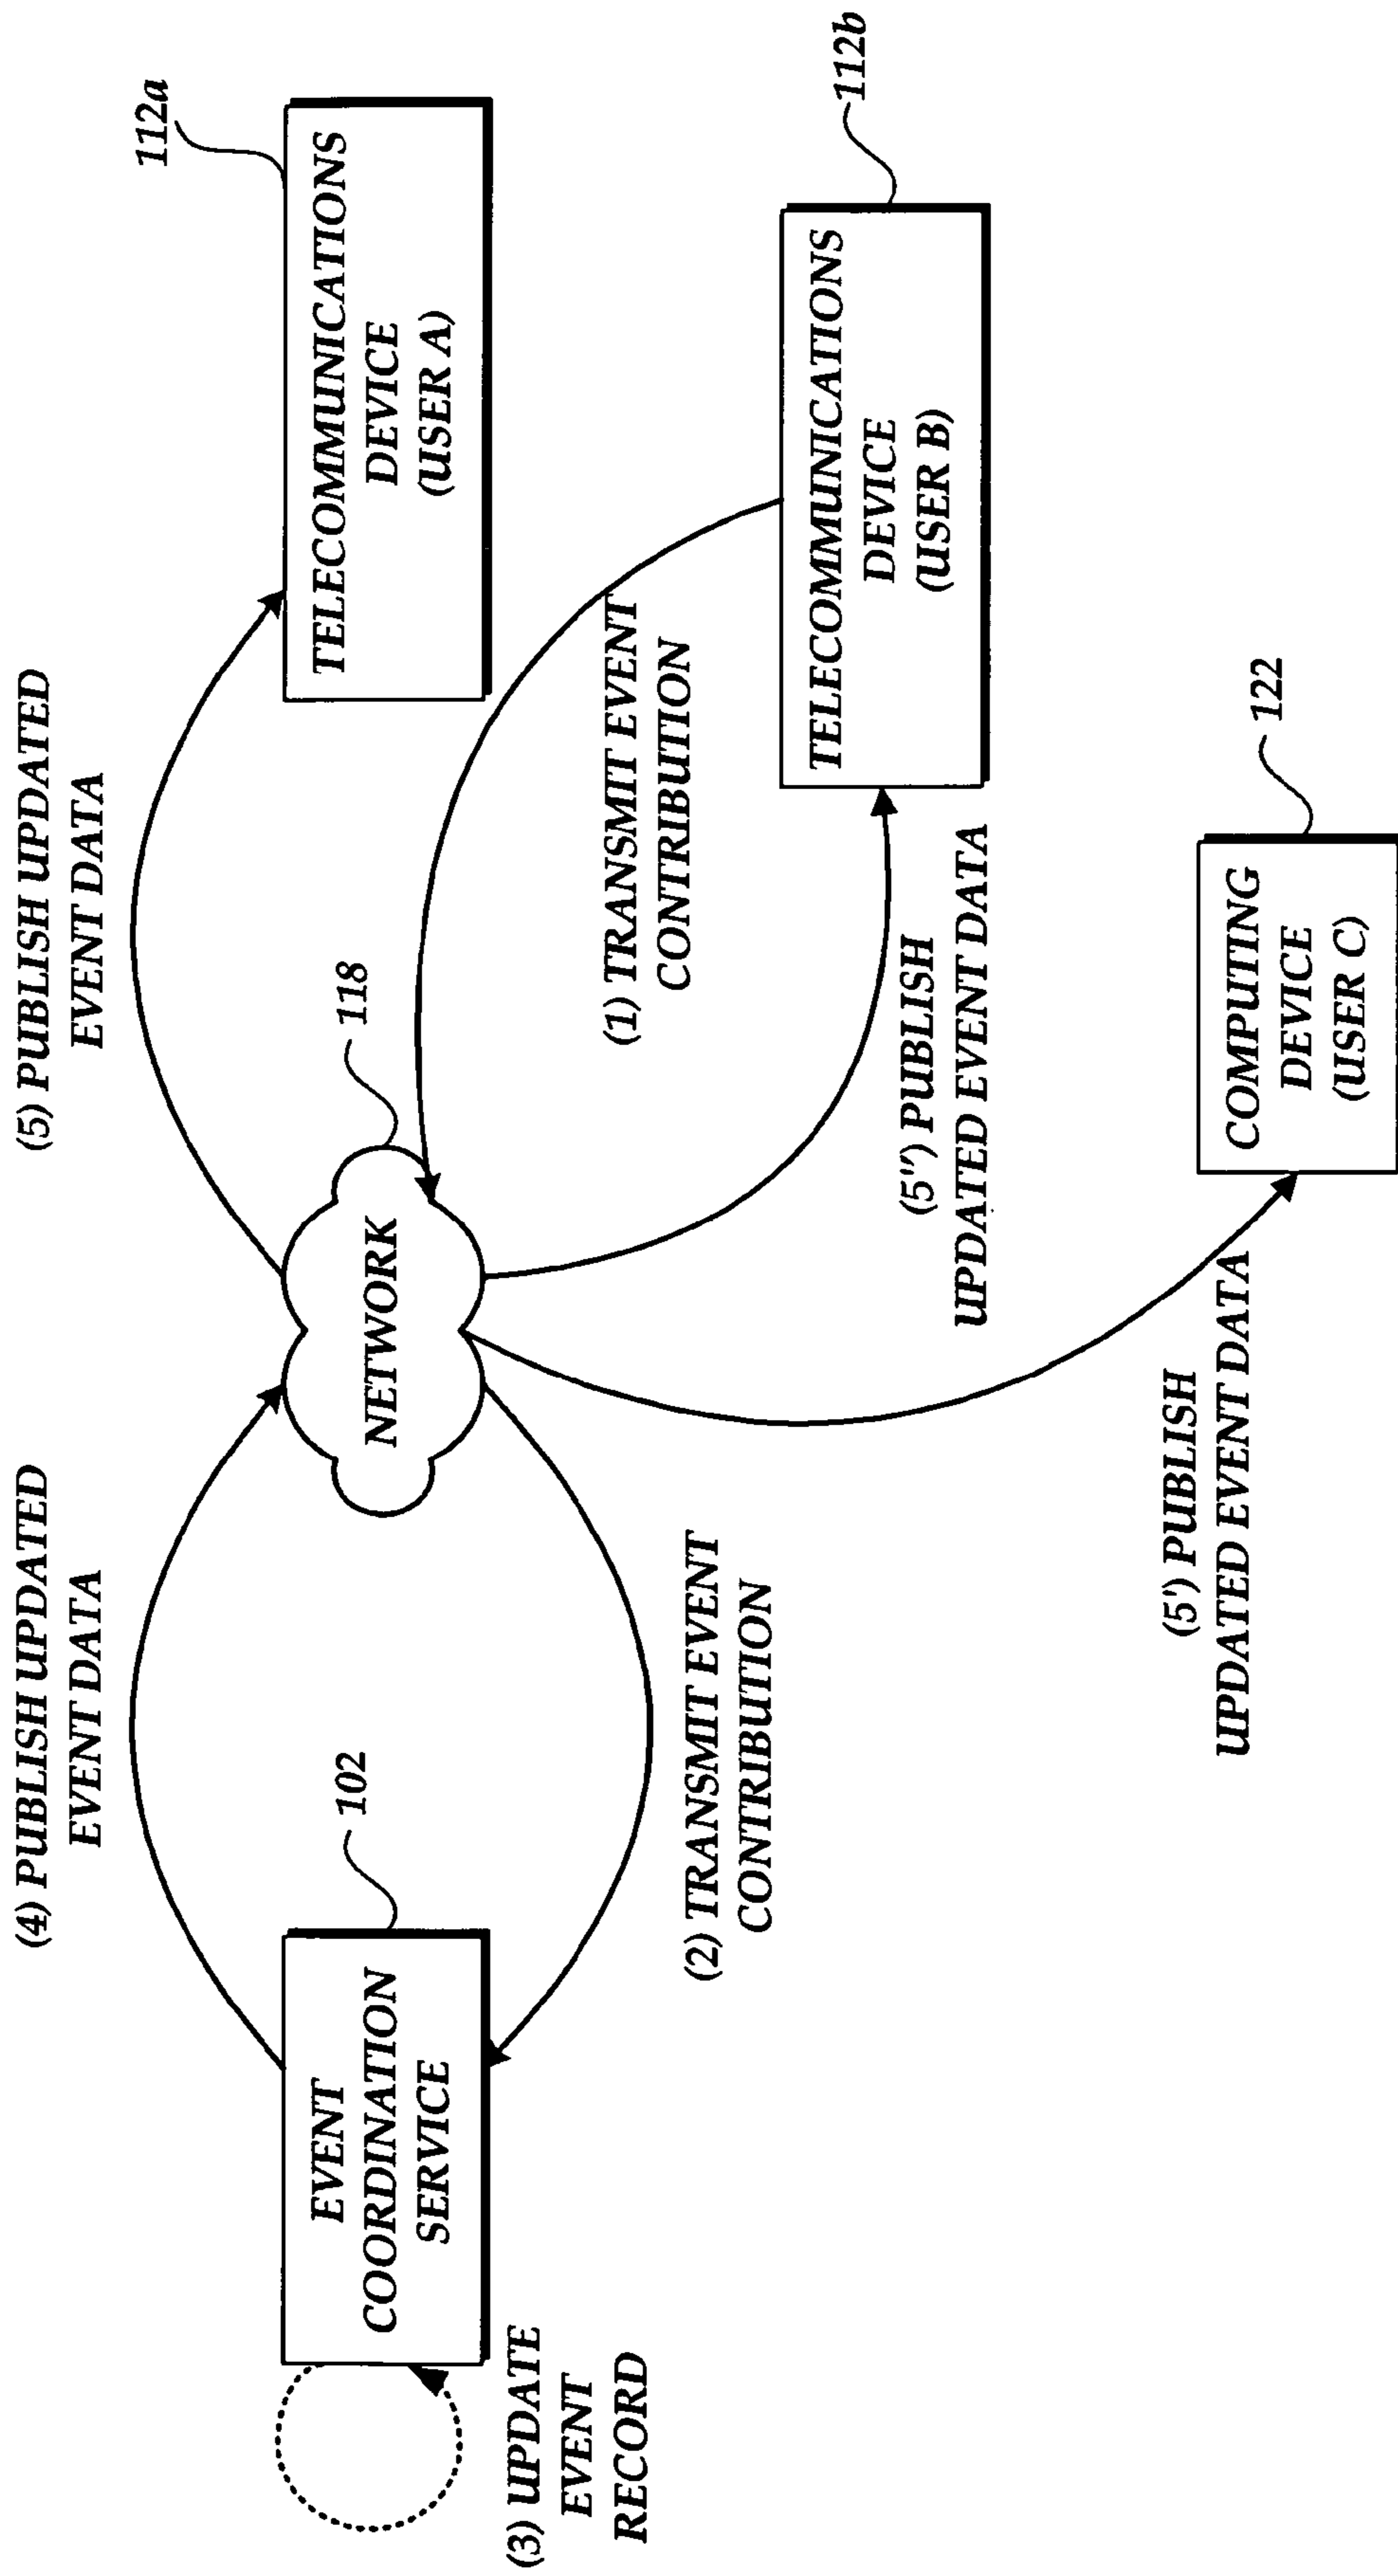 (4) PUBLISH UPDATED
EVENT DATA
(5) PUBLISH UPDATED
EVENT DATA
112a
102
118
EVENT
COORDINATION
SERVICE
NETWORK
TELECOMMUNICATIONS
DEVICE
(USER A)
(3) UPDATE
EVENT
RECORD
(2) TRANSMIT EVENT
CONTRIBUTION
(1) TRANSMIT EVENT
CONTRIBUTION
112b
TELECOMMUNICATIONS
DEVICE
(USER B)
(5'') PUBLISH
UPDATED EVENT DATA
(5') PUBLISH
UPDATED EVENT DATA
122
COMPUTING
DEVICE
(USER C)